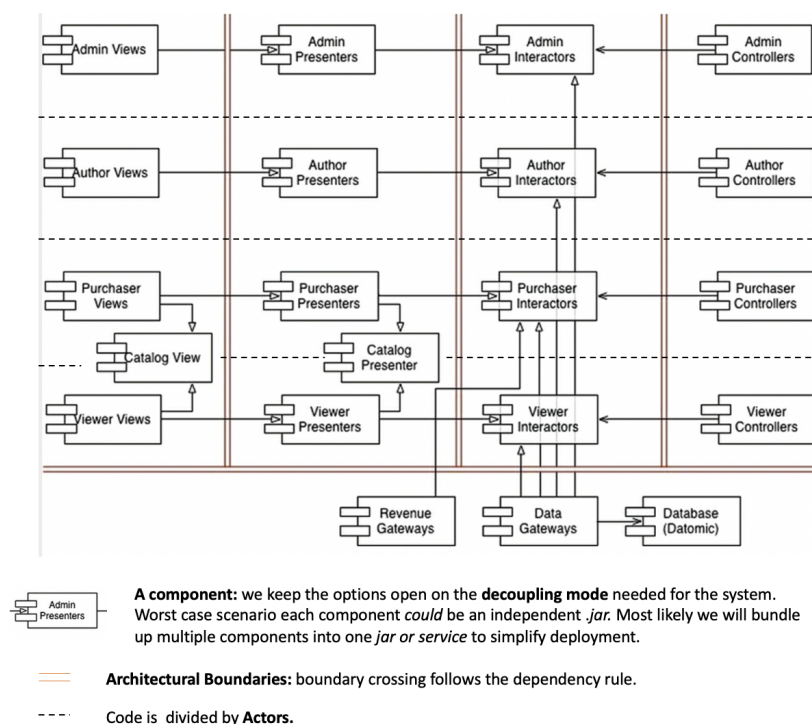 Admin Views
Admin
Presenters
Admin
Interactors
Admin
Controllers
Author Views
Author
Presenters
Author
Interactors
Author
Controllers
Purchaser
Views
Purchaser
Presenters
Purchaser
Interactors
Purchaser
Controllers
Catalog View
Catalog
Presenter
Viewer Views
Viewer
Presenters
Viewer
Interactors
Viewer
Controllers
Revenue
Gateways
Data
Gateways
Database
(Datomic)
Admin
Presenters
A component: we keep the options open on the decoupling mode needed for the system.
Worst case scenario each component could be an independent .jar. Most likely we will bundle
up multiple components into one jar or service to simplify deployment.
Architectural Boundaries: boundary crossing follows the dependency rule.
Code is divided by Actors.